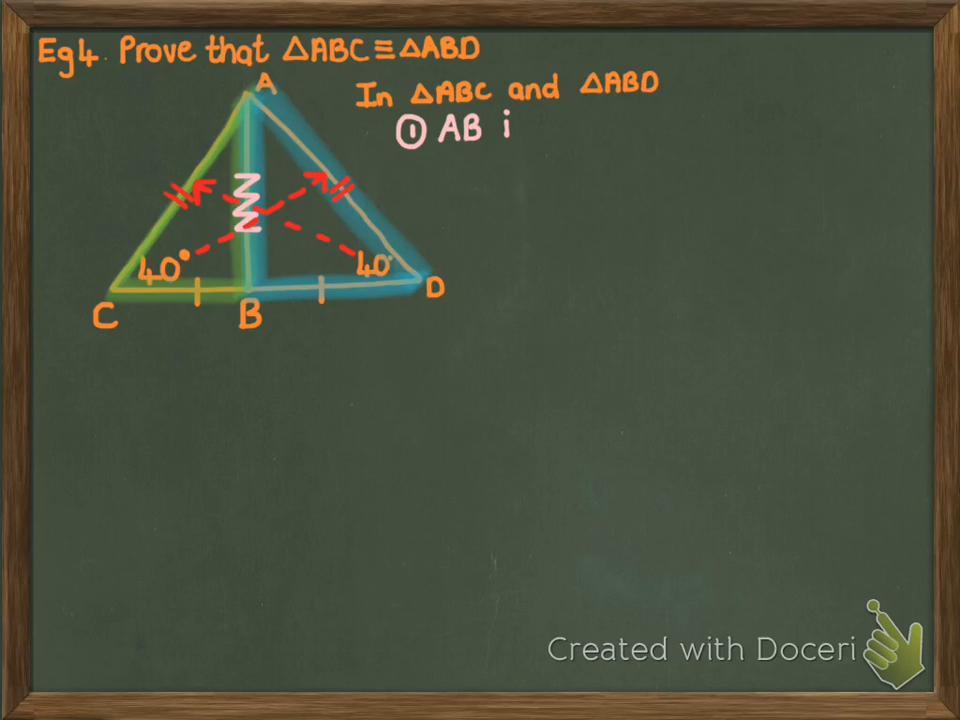 Eg4. Prove that △ABC ≡ △ABD
A
In △ABC and △ABD
① AB i
40° 40°
C B D
Created with Doceri